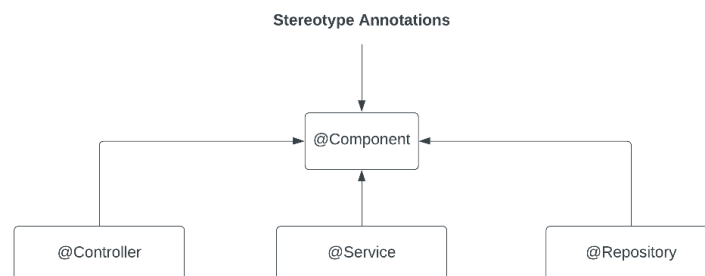 Stereotype Annotations
@Component
@Controller
@Service
@Repository